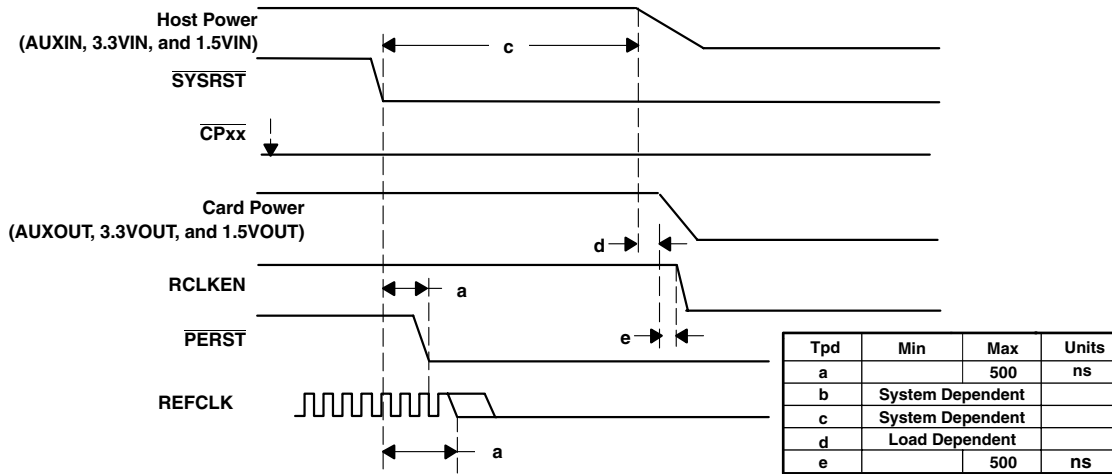 Host Power
(AUXIN, 3.3VIN, and 1.5VIN)
c
SYSRST
CPxx
Card Power
(AUXOUT, 3.3VOUT, and 1.5VOUT)
d
RCLKEN
a
PERST
e
REFCLK
a
Tpd Min Max Units
a 500 ns
b System Dependent
c System Dependent
d Load Dependent
e 500 ns